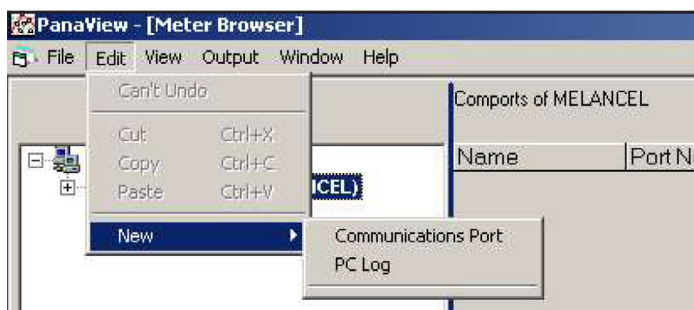 PanaView - [Meter Browser]
File Edit View Output Window Help
Can't Undo
Cut Ctrl+X
Copy Ctrl+C
Paste Ctrl+V
New
Communications Port
PC Log
ICEL)
Comports of MELANCEL
Name Port N